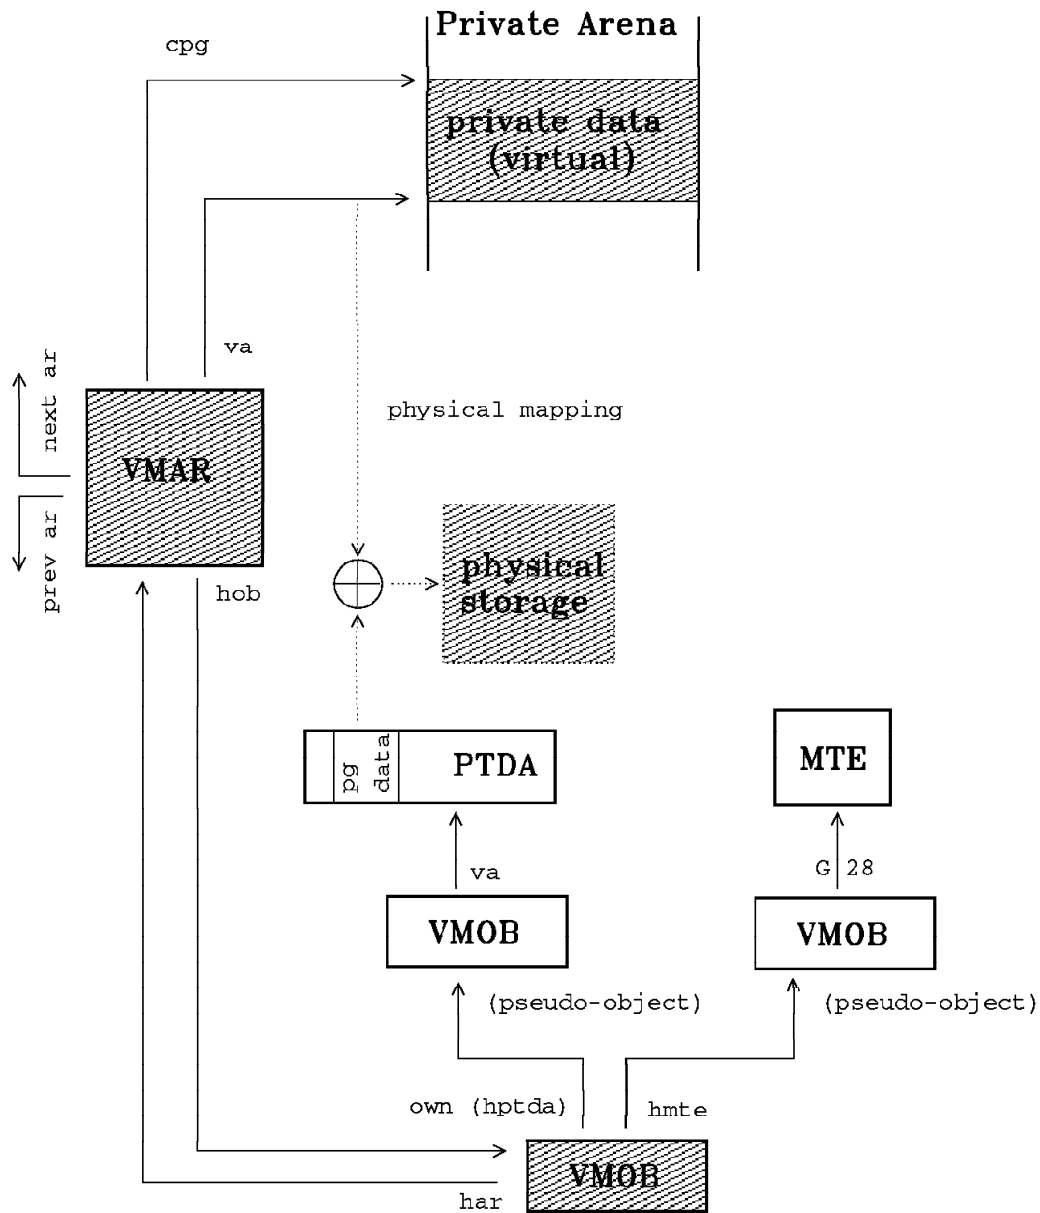 Private Arena
cpg
private data
(virtual)
va
next ar
physical mapping
VMAR
prev ar
hob
physical
storage
pg
data
PTDA
MTE
va
G 28
VMOB
VMOB
(pseudo-object)
(pseudo-object)
own (hptda)
hmte
VMOB
har